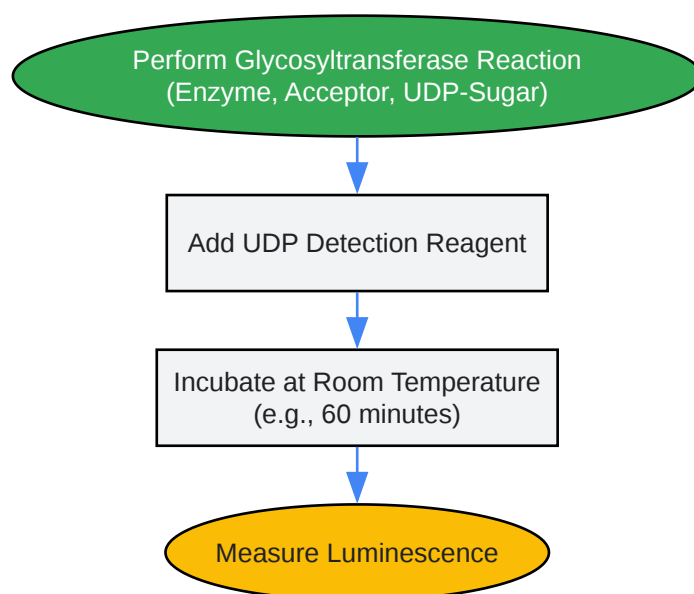 Perform Glycosyltransferase Reaction
(Enzyme, Acceptor, UDP-Sugar)
Add UDP Detection Reagent
Incubate at Room Temperature
(e.g., 60 minutes)
Measure Luminescence